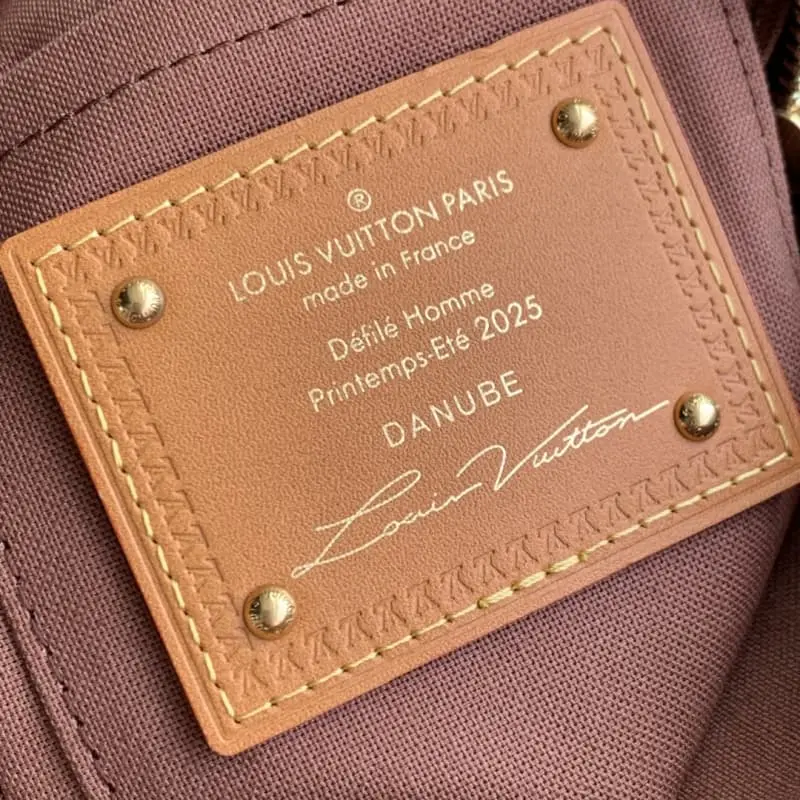 ®
LOUIS VUITTON PARIS
made in France
Défilé Homme
Printemps-Eté 2025
DANUBE
Louis Vuitton